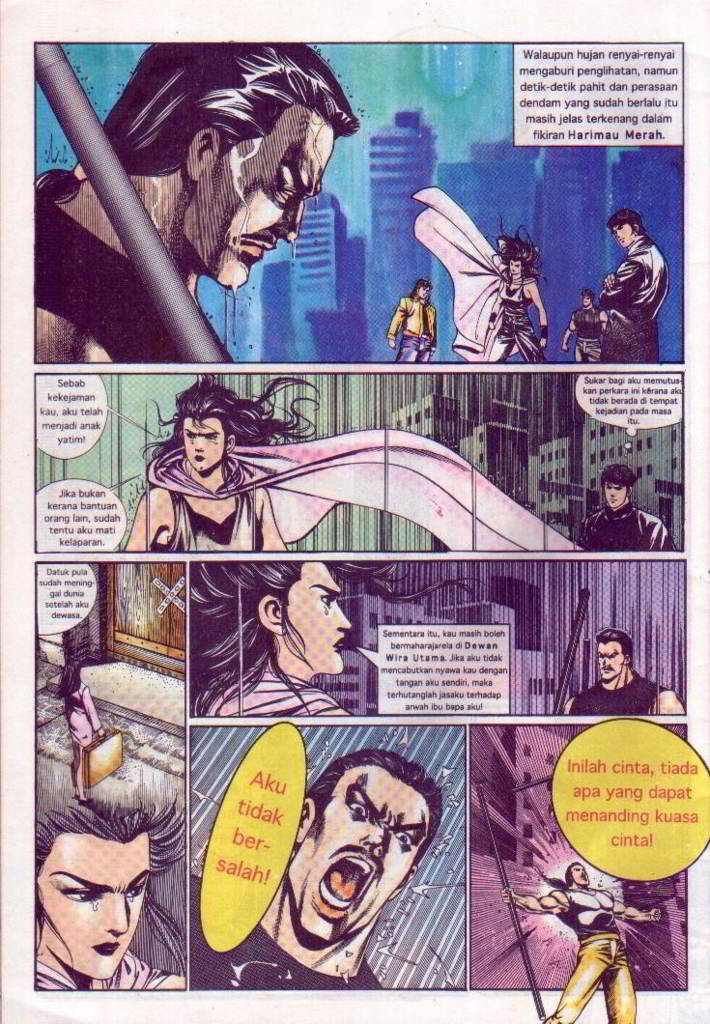 Walaupun hujan renyai-renyai
mengaburi penglihatan, namun
detik-detik pahit dan perasaan
dendam yang sudah berlalu itu
masih jelas terkenang dalam
fikiran Harimau Merah.
Sebab
kekejaman
kau, aku telah
menjadi anak
yatim!
Sukar bagi aku memutus-
kan perkara ini kerana aku
tidak berada di tempat
kejadian pada masa
itu.
Jika bukan
kerana bantuan
orang lain, sudah
tentu aku mati
kelaparan.
Datuk pula
sudah mening-
gal dunia
setelah aku
dewasa.
Sementara itu, kau masih boleh
bermaharajarela di Dewan
Wira Utama. Jika aku tidak
mencabutkan nyawa kau dengan
tangan aku sendiri, maka
terhutanglah jasaku terhadap
arwah ibu bapa aku!
Aku
tidak
ber-
salah!
Inilah cinta, tiada
apa yang dapat
menanding kuasa
cinta!